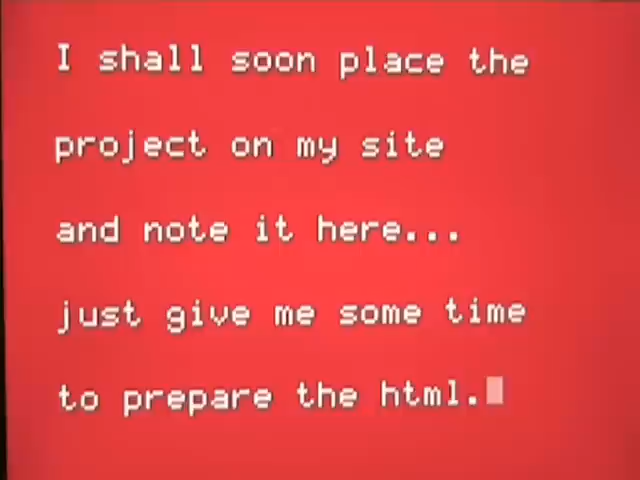 I shall soon place the
project on my site
and note it here...
just give me some time
to prepare the html.